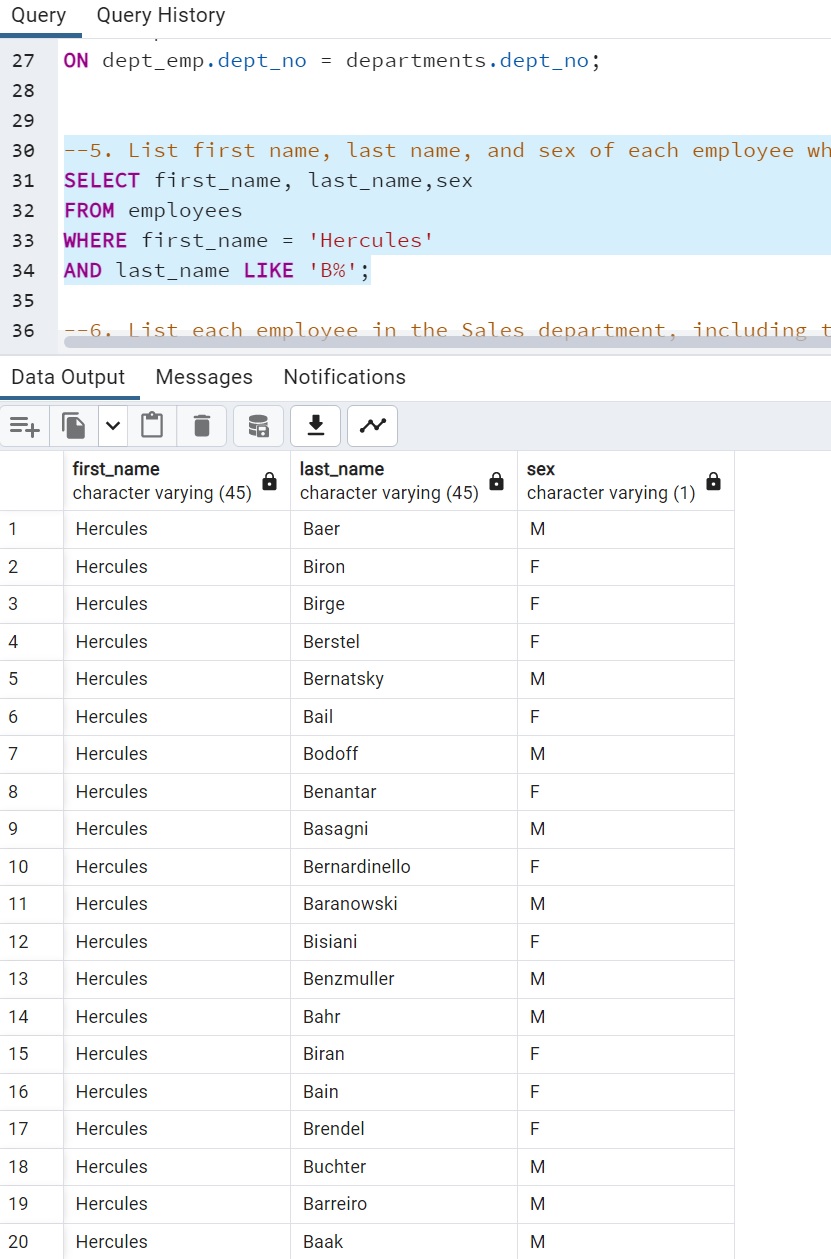 Query Query History
27 ON dept_emp.dept_no = departments.dept_no;
28
29
30 --5. List first name, last name, and sex of each employee wh
31 SELECT first_name, last_name,sex
32 FROM employees
33 WHERE first_name = 'Hercules'
34 AND last_name LIKE 'B%';
35
36 --6. List each employee in the Sales department, including t
Data Output Messages Notifications
first_name last_name sex
character varying (45) character varying (45) character varying (1)
1 Hercules Baer M
2 Hercules Biron F
3 Hercules Birge F
4 Hercules Berstel F
5 Hercules Bernatsky M
6 Hercules Bail F
7 Hercules Bodoff M
8 Hercules Benantar F
9 Hercules Basagni M
10 Hercules Bernardinello F
11 Hercules Baranowski M
12 Hercules Bisiani F
13 Hercules Benzmuller M
14 Hercules Bahr M
15 Hercules Biran F
16 Hercules Bain F
17 Hercules Brendel F
18 Hercules Buchter M
19 Hercules Barreiro M
20 Hercules Baak M